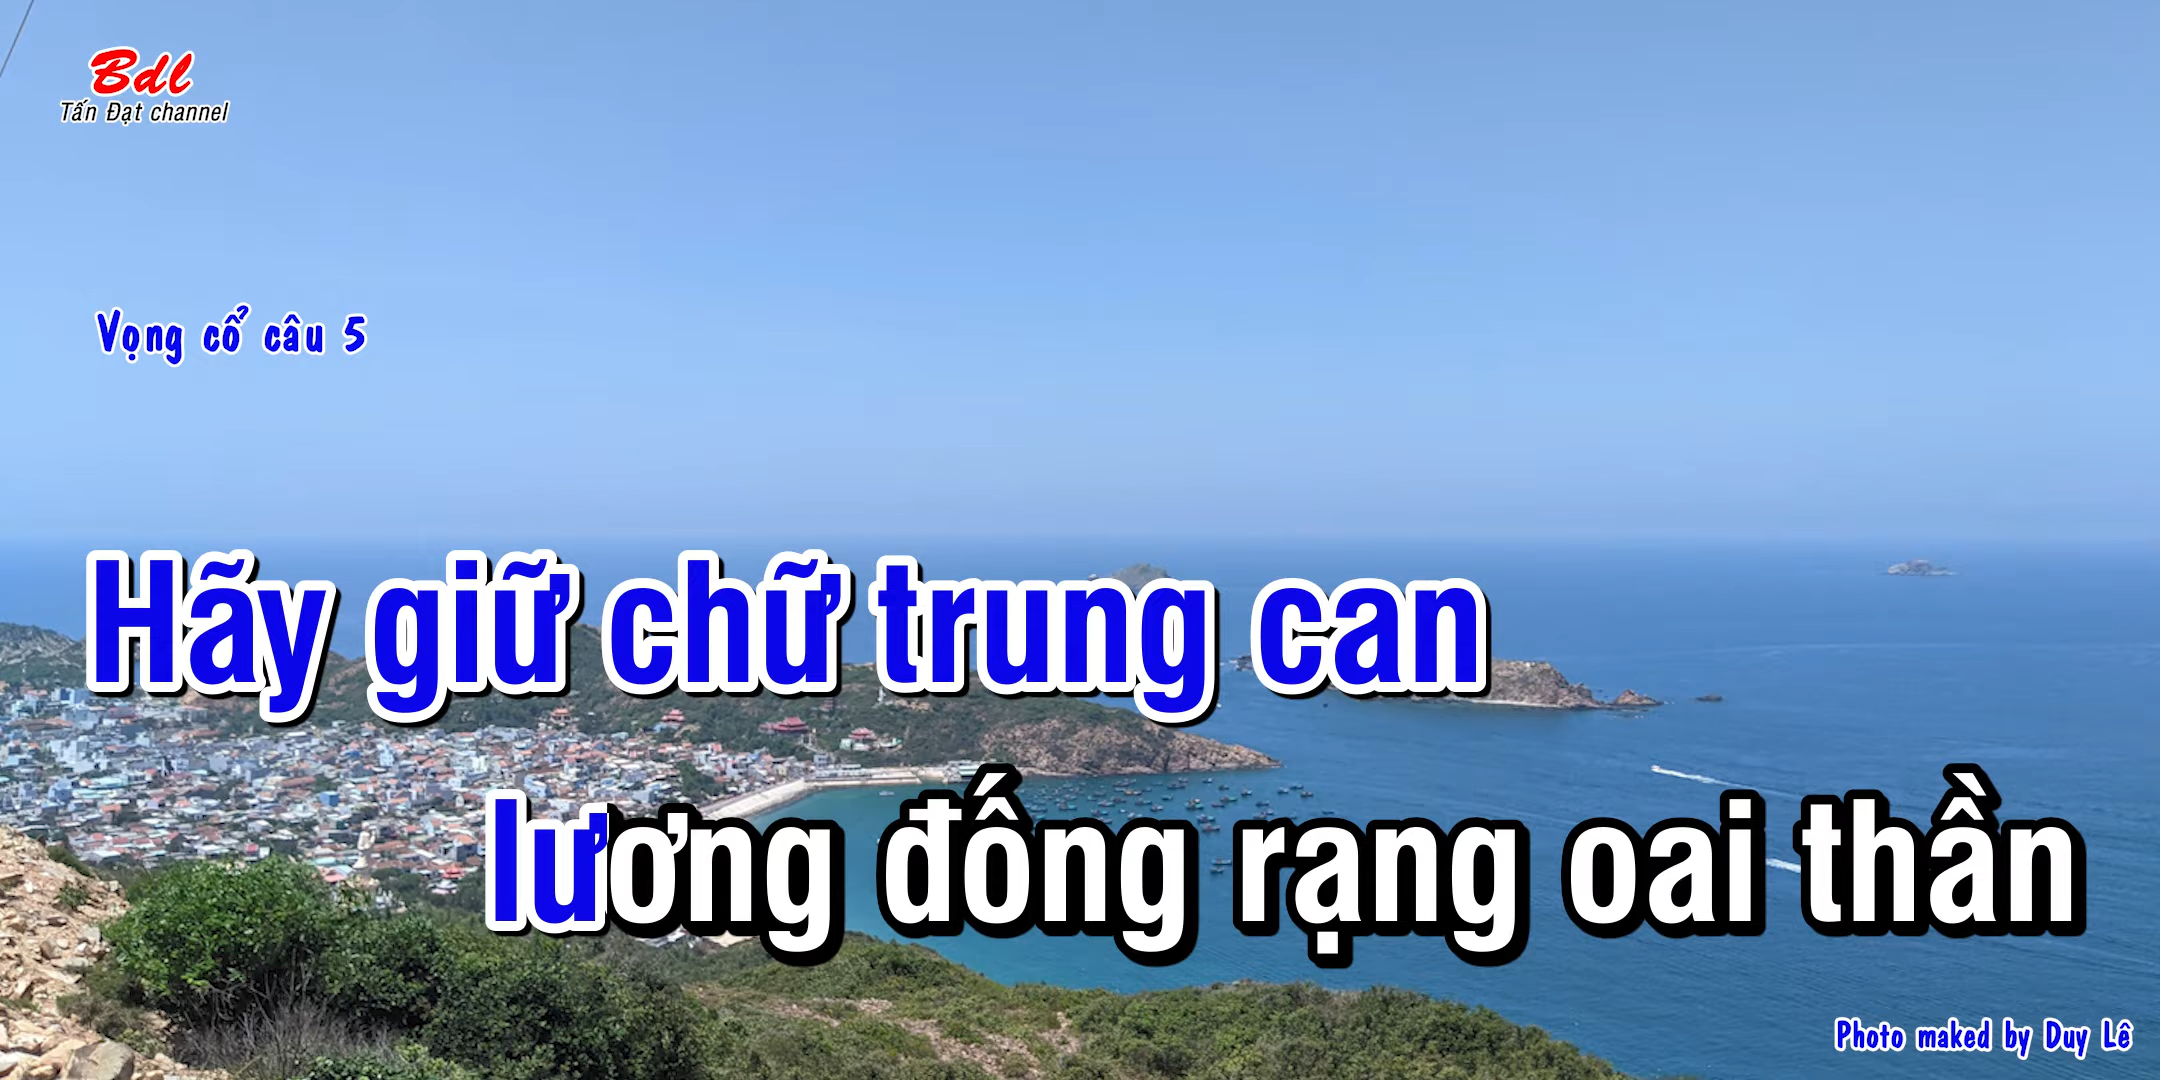 Bdl
Tấn Đạt channel
Vọng cổ câu 5
Hãy giữ chữ trung can
lương đống rạng oai thần
Photo maked by Duy Lê